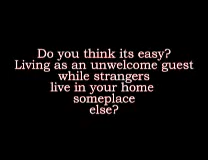 Do you think its easy?
Living as an unwelcome guest
while strangers
live in your home
someplace
else?